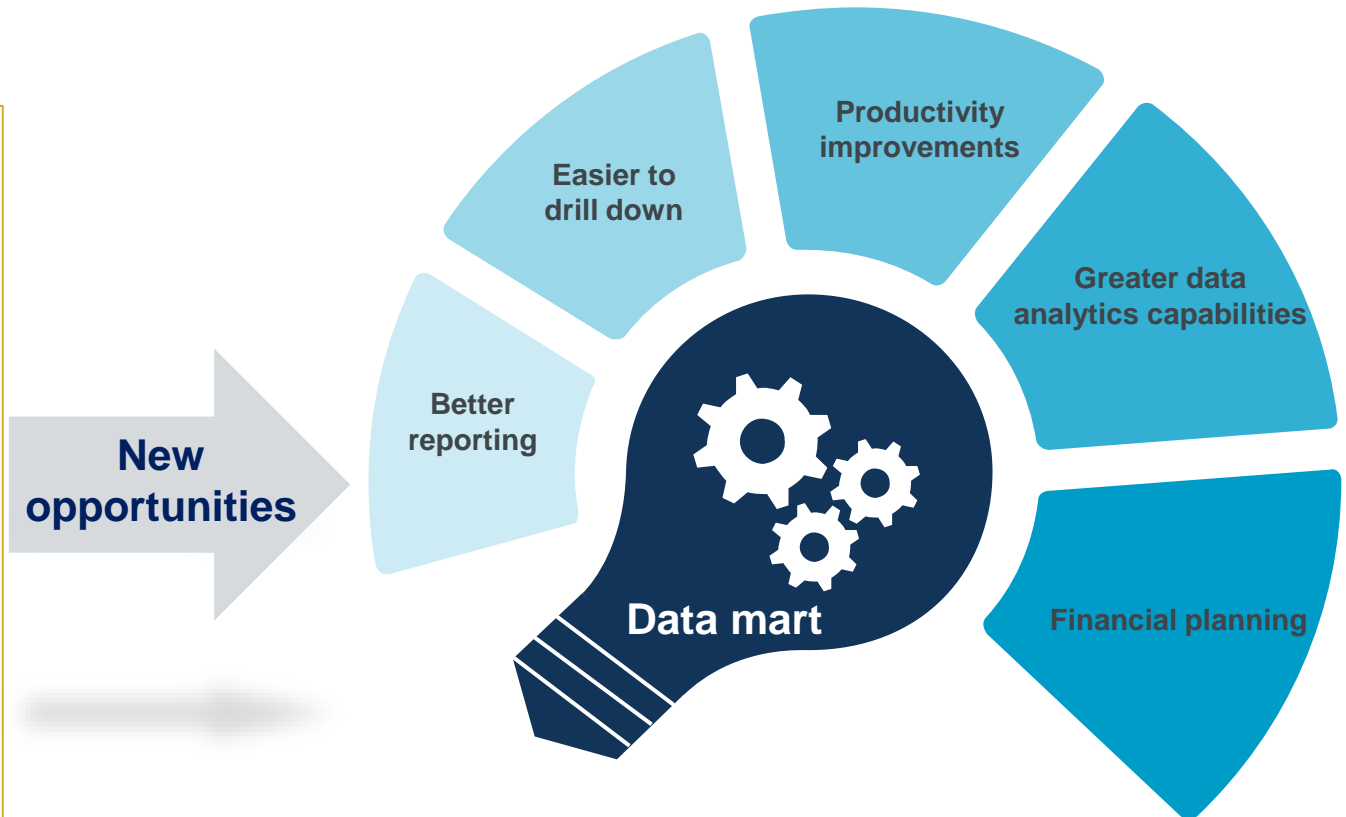 New
opportunities
Better
reporting
Easier to
drill down
Productivity
improvements
Greater data
analytics capabilities
Financial planning
Data mart